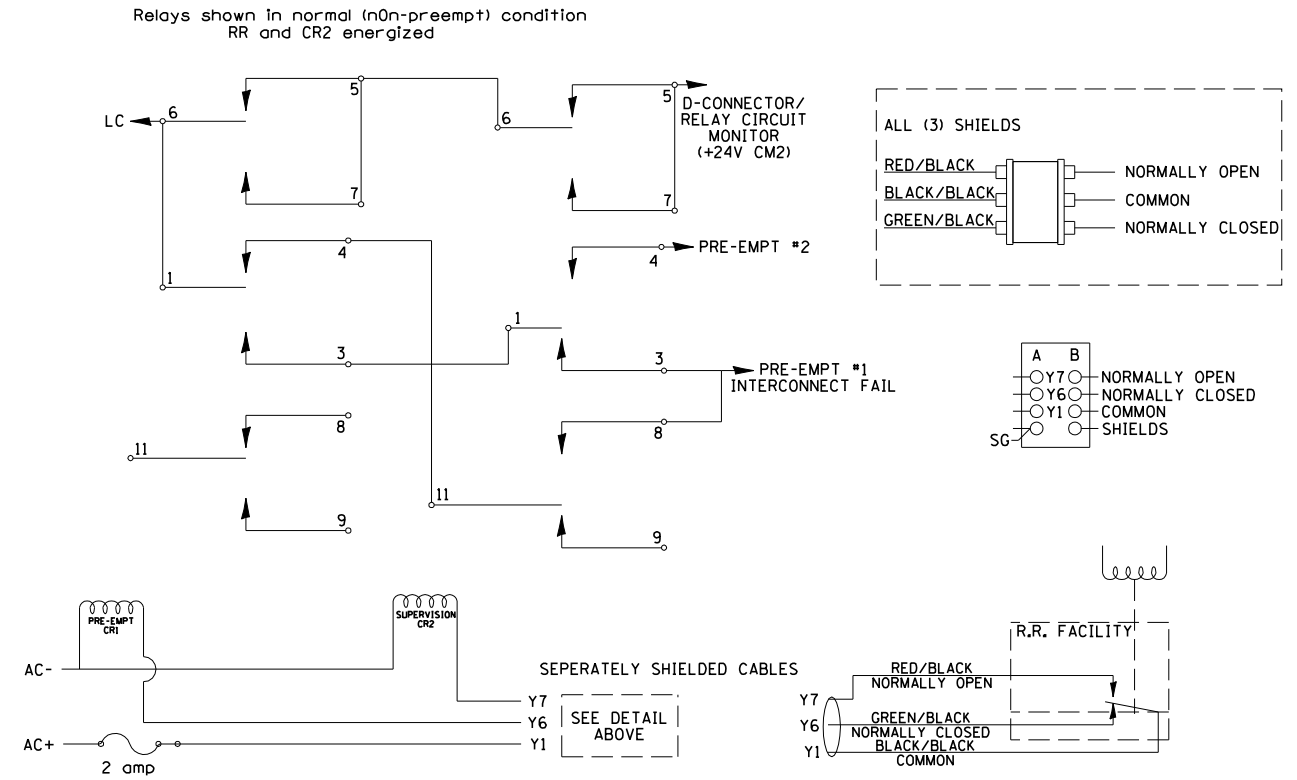 Relays shown in normal (nOn-preempt) condition
RR and CR2 energized
5
6
LC
7
4
1
3
8
11
9
5
6
D-CONNECTOR/
RELAY CIRCUIT
MONITOR
(+24V CM2)
7
PRE-EMPT #2
4
1
3
PRE-EMPT #1
INTERCONNECT FAIL
8
11
9
ALL (3) SHIELDS
RED/BLACK
NORMALLY OPEN
BLACK/BLACK
COMMON
GREEN/BLACK
NORMALLY CLOSED
A B
Y7 NORMALLY OPEN
Y6 NORMALLY CLOSED
Y1 COMMON
SHIELDS
SG
PRE-EMPT
CR1
SUPERVISION
CR2
AC-
AC+
2 amp
SEPERATELY SHIELDED CABLES
Y7
Y6
Y1
SEE DETAIL
ABOVE
R.R. FACILITY
RED/BLACK
NORMALLY OPEN
Y7
GREEN/BLACK
Y6
NORMALLY CLOSED
BLACK/BLACK
Y1
COMMON